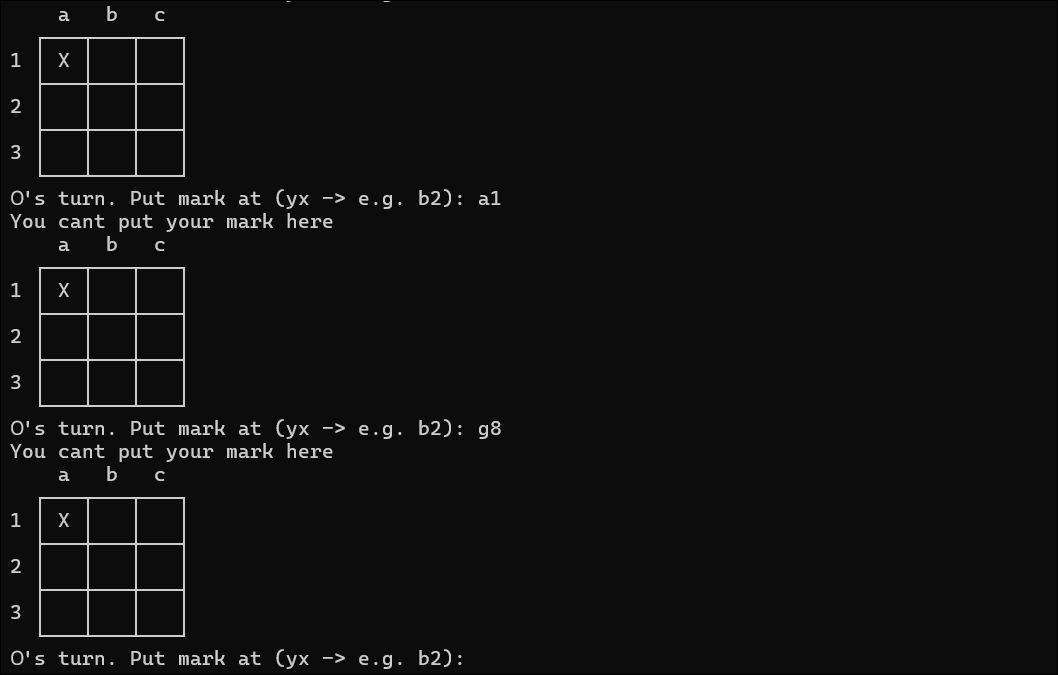 a b c
1 X
2
3
O's turn. Put mark at (yx -> e.g. b2): a1
You cant put your mark here
a b c
1 X
2
3
O's turn. Put mark at (yx -> e.g. b2): g8
You cant put your mark here
a b c
1 X
2
3
O's turn. Put mark at (yx -> e.g. b2):